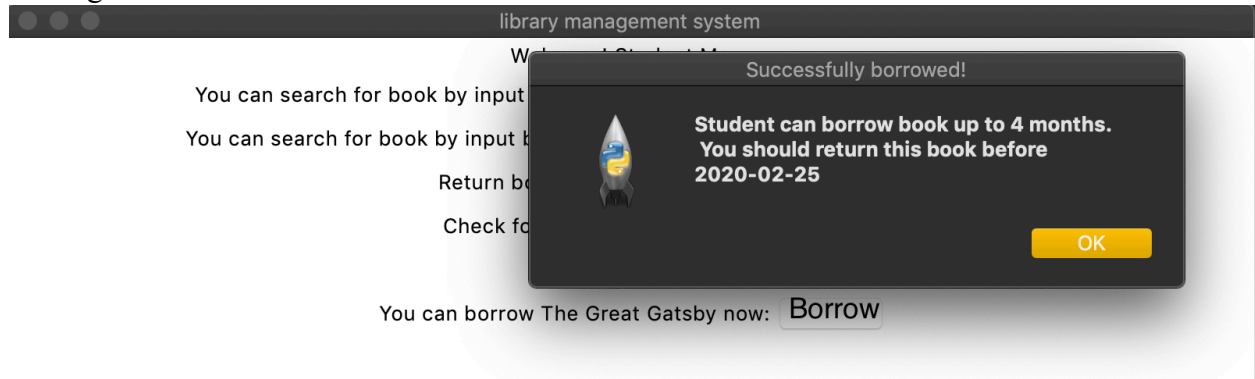 library management system
Successfully borrowed!
You can search for book by input
Student can borrow book up to 4 months.
You should return this book before
2020-02-25
You can search for book by input
Return
Check
OK
You can borrow The Great Gatsby now: Borrow